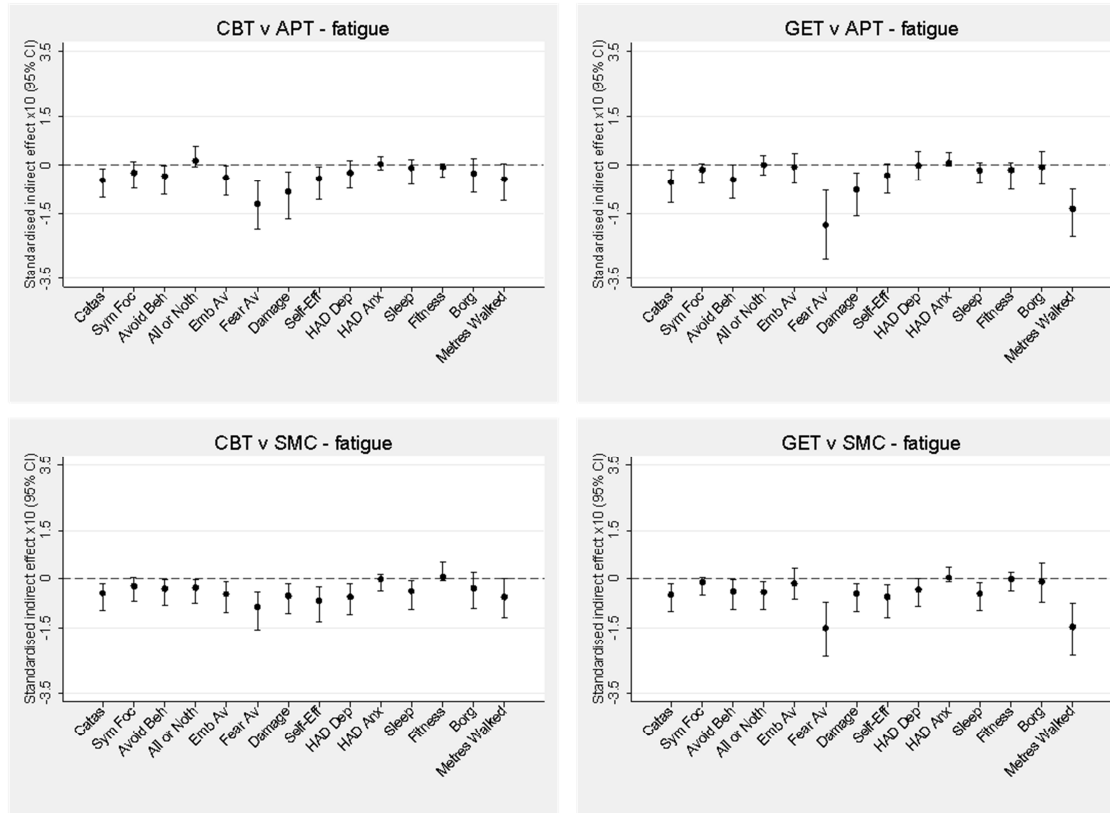 CBT v APT - fatigue
Standardised indirect effect x10 (95% CI)
3.5
1.5
0
-1.5
-3.5
Catas
Sym Foc
Avoid Beh
All or Noth
Emb Av
Fear Av
Damage
Self-Eff
HAD Dep
HAD Anx
Sleep
Fitness
Borg
Metres Walked
GET v APT - fatigue
Standardised indirect effect x10 (95% CI)
3.5
1.5
0
-1.5
-3.5
Catas
Sym Foc
Avoid Beh
All or Noth
Emb Av
Fear Av
Damage
Self-Eff
HAD Dep
HAD Anx
Sleep
Fitness
Borg
Metres Walked
CBT v SMC - fatigue
Standardised indirect effect x10 (95% CI)
3.5
1.5
0
-1.5
-3.5
Catas
Sym Foc
Avoid Beh
All or Noth
Emb Av
Fear Av
Damage
Self-Eff
HAD Dep
HAD Anx
Sleep
Fitness
Borg
Metres Walked
GET v SMC - fatigue
Standardised indirect effect x10 (95% CI)
3.5
1.5
0
-1.5
-3.5
Catas
Sym Foc
Avoid Beh
All or Noth
Emb Av
Fear Av
Damage
Self-Eff
HAD Dep
HAD Anx
Sleep
Fitness
Borg
Metres Walked